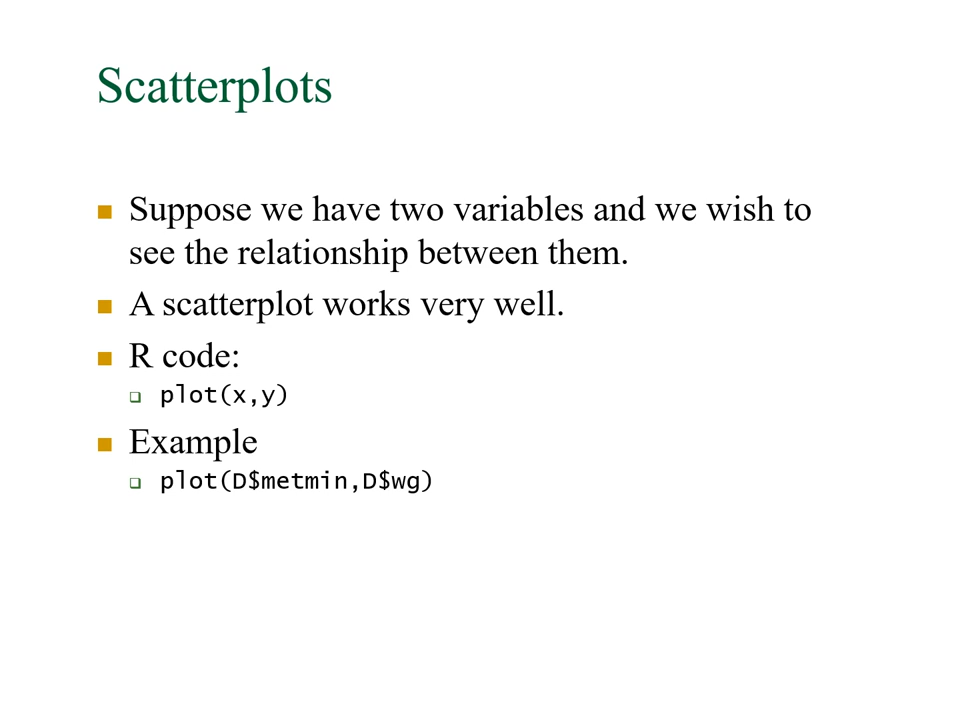 Scatterplots
Suppose we have two variables and we wish to
see the relationship between them.
A scatterplot works very well.
R code:
plot(x,y)
Example
plot(D$metmin,D$wg)